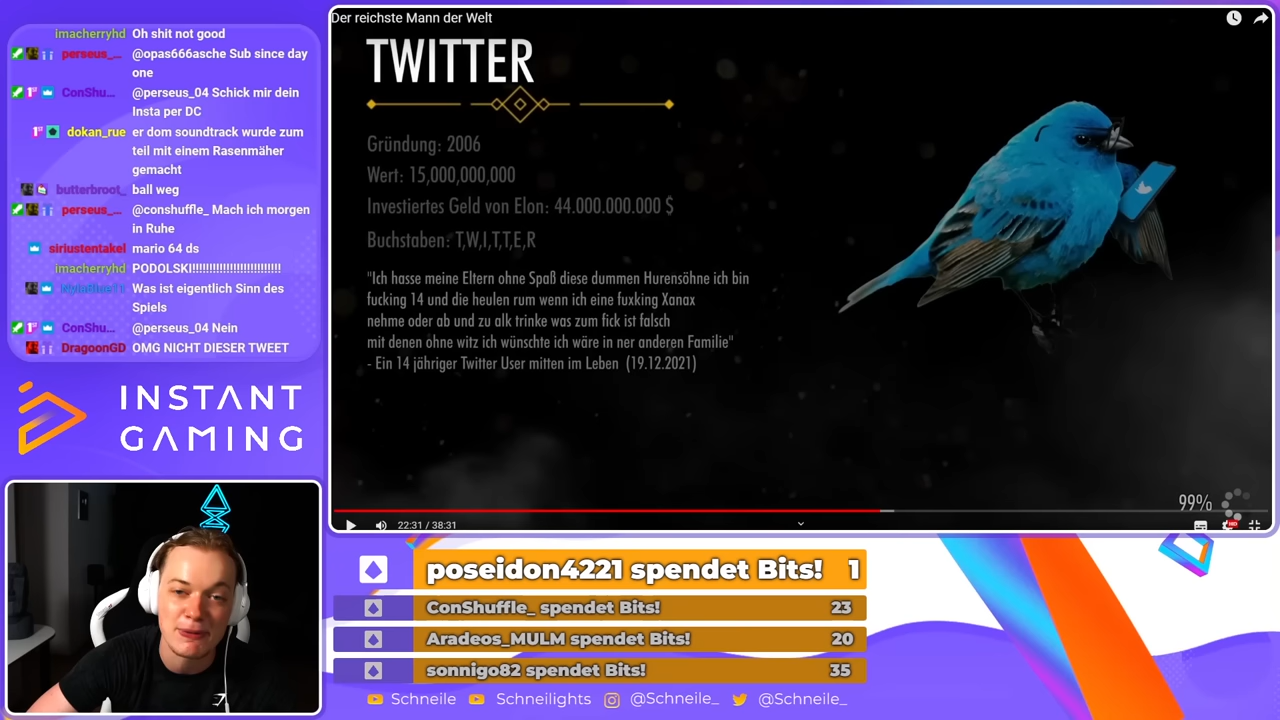 imacherryhd Oh shit not good
perseus_... @opas666asche Sub since day
one
ConShu... @perseus_04 Schick mir dein
Insta per DC
dokan_rue er dom soundtrack wurde zum
teil mit einem Rasenmäher
gemacht
butterbroot_ ball weg
perseus_... @conshuffle_ Mach ich morgen
in Ruhe
siriustentakel mario 64 ds
imacherryhd PODOLSKI!!!!!!!!!!!!!!!!!!!!!!!!!!!
Was ist eigentlich Sinn des
Spiels
ConShu... @perseus_04 Nein
DragoonGD OMG NICHT DIESER TWEET
INSTANT
GAMING
Der reichste Mann der Welt
TWITTER
Gründung: 2006
Wert: 15,000,000,000
Investiertes Geld von Elon: 44.000.000.000 $
Buchstaben: T,W,I,T,T,E,R
"Ich hasse meine Eltern ohne Spaß diese dummen Hurensöhne ich bin
fucking 14 und die heulen rum wenn ich eine fuxking Xanax
nehme oder ab und zu alk trinke was zum fick ist falsch
mit denen ohne witz ich wünschte ich wäre in ner anderen Familie"
- Ein 14 jähriger Twitter User mitten im Leben (19.12.2021)
99%
22:31 / 38:31
HD
poseidon4221 spendet Bits! 1
ConShuffle_ spendet Bits! 23
Aradeos_MULM spendet Bits! 20
sonnigo82 spendet Bits! 35
Schneile Schneilights @Schneile_ @Schneile_